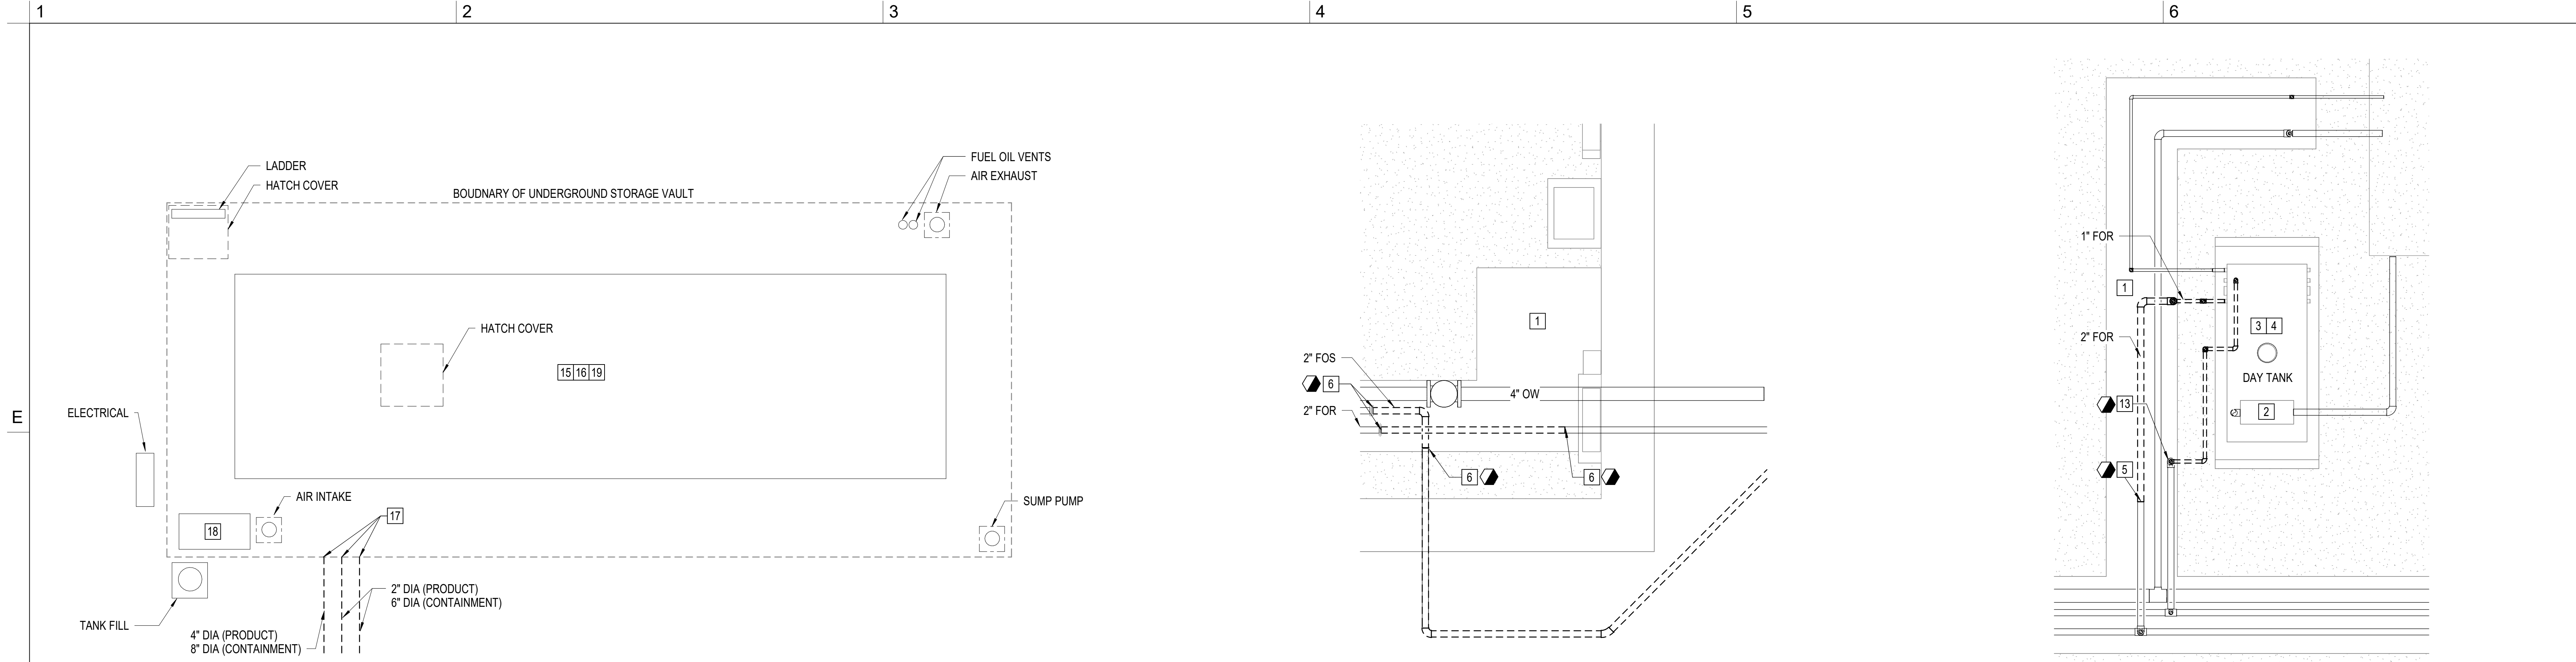 1
2
3
4
5
6
E
LADDER
HATCH COVER
BOUDNARY OF UNDERGROUND STORAGE VAULT
FUEL OIL VENTS
AIR EXHAUST
HATCH COVER
15 16 19
ELECTRICAL
AIR INTAKE
17
18
SUMP PUMP
2" DIA (PRODUCT)
6" DIA (CONTAINMENT)
TANK FILL
4" DIA (PRODUCT)
8" DIA (CONTAINMENT)
1
2" FOS
6
2" FOR
4" OW
6
6
1" FOR
1
2" FOR
3 4
DAY TANK
13
2
5